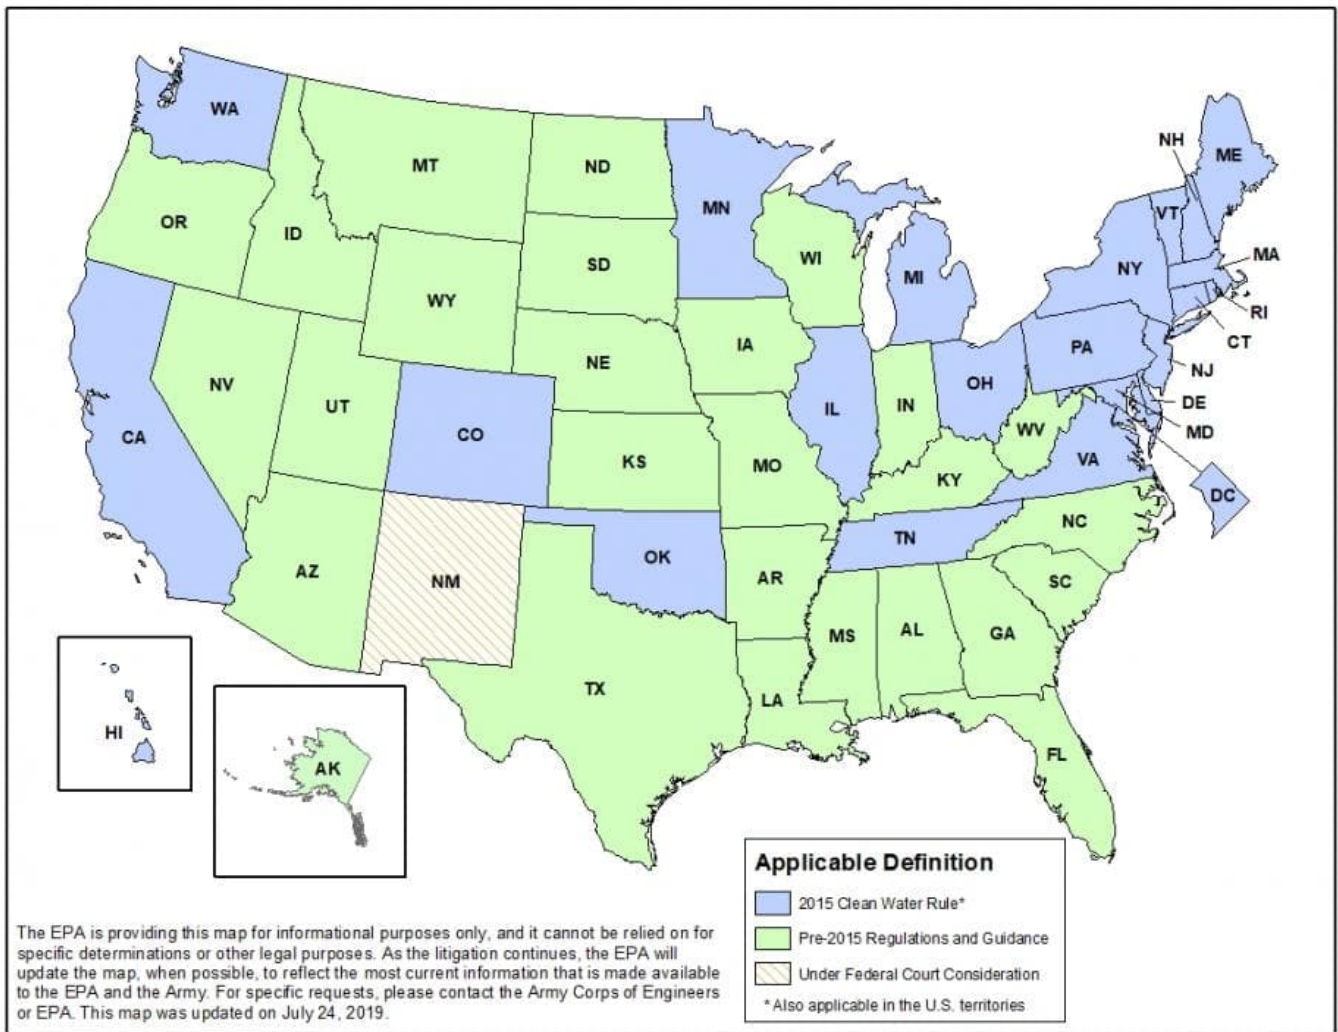 WA
MT
ND
MN
NH
ME
VT
OR
ID
SD
WI
MI
NY
MA
WY
RI
CT
IA
NE
PA
NJ
NV
UT
OH
DE
CA
CO
IL
IN
MD
WV
KS
MO
VA
KY
DC
NC
TN
OK
AZ
NM
AR
SC
MS
AL
GA
TX
LA
HI
AK
FL
Applicable Definition
2015 Clean Water Rule*
Pre-2015 Regulations and Guidance
Under Federal Court Consideration
*Also applicable in the U.S. territories
The EPA is providing this map for informational purposes only, and it cannot be relied on for
specific determinations or other legal purposes. As the litigation continues, the EPA will
update the map, when possible, to reflect the most current information that is made available
to the EPA and the Army. For specific requests, please contact the Army Corps of Engineers
or EPA. This map was updated on July 24, 2019.